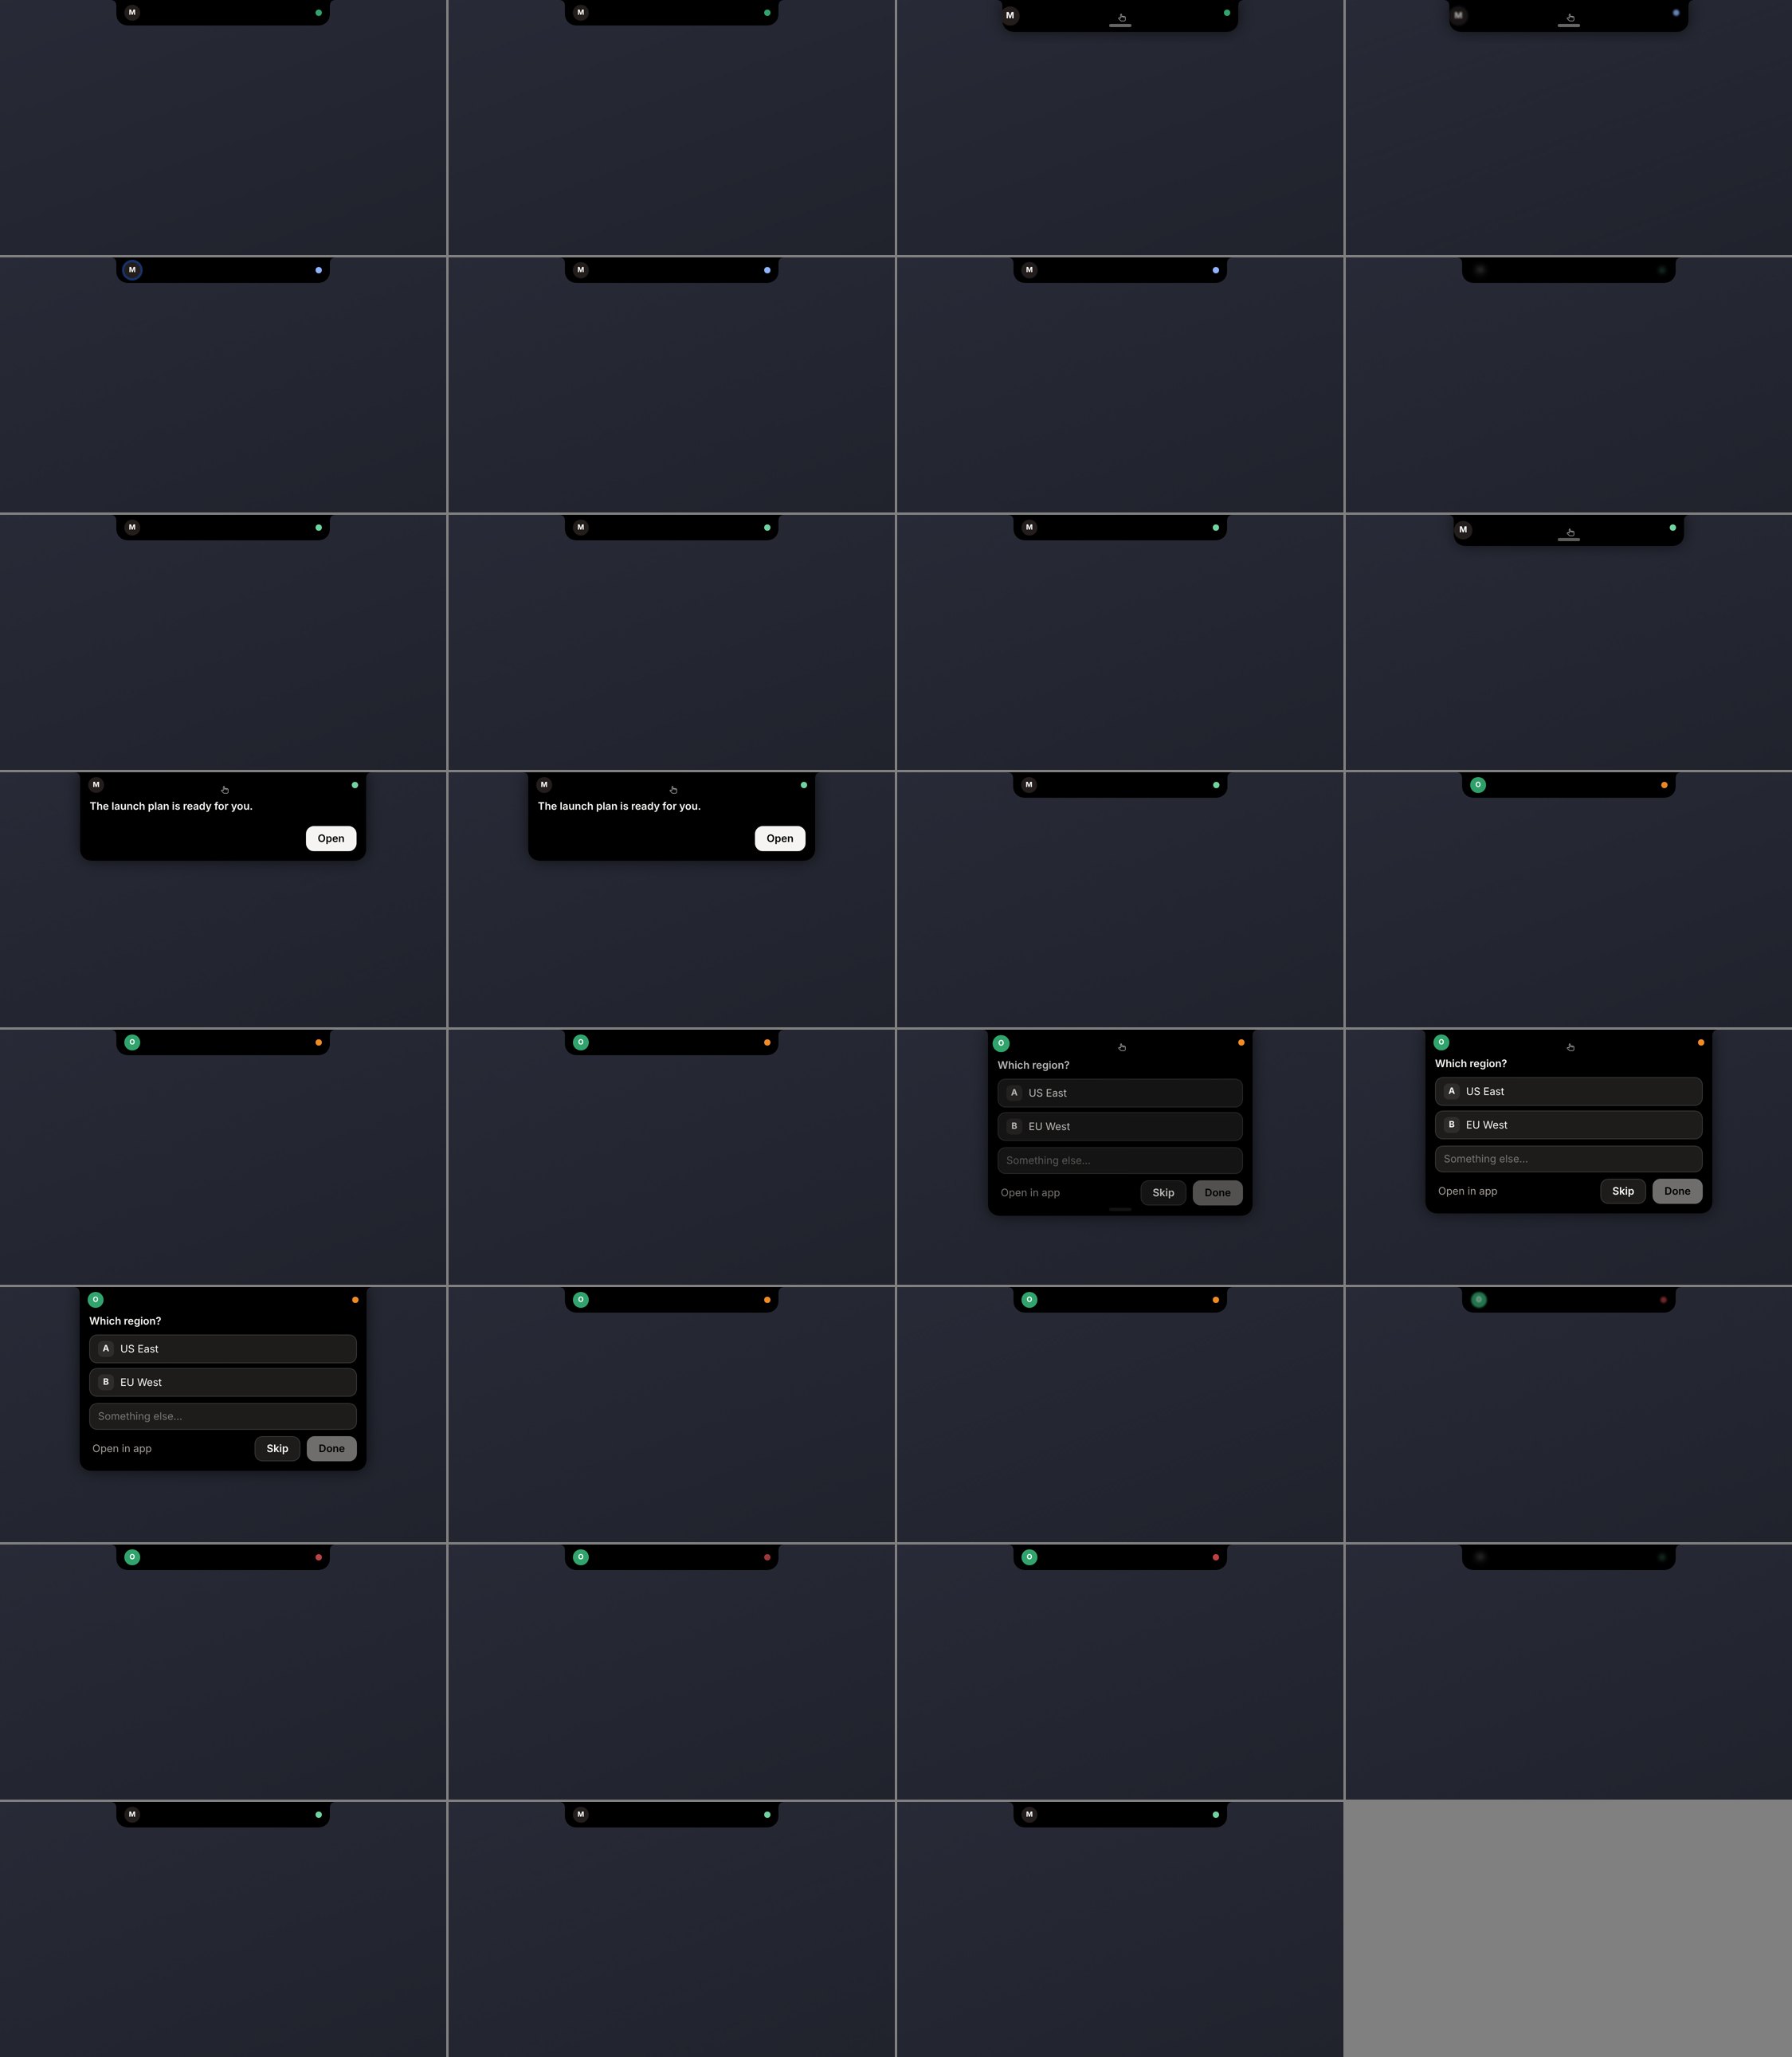 M
M
M
M
M
M
M
M
M
M
M
M
The launch plan is ready for you.
Open
M
The launch plan is ready for you.
Open
M
O
O
O
O
Which region?
A US East
B EU West
Something else...
Open in app Skip Done
O
Which region?
A US East
B EU West
Something else...
Open in app Skip Done
O
Which region?
A US East
B EU West
Something else...
Open in app Skip Done
O
O
O
O
O
M
M
M